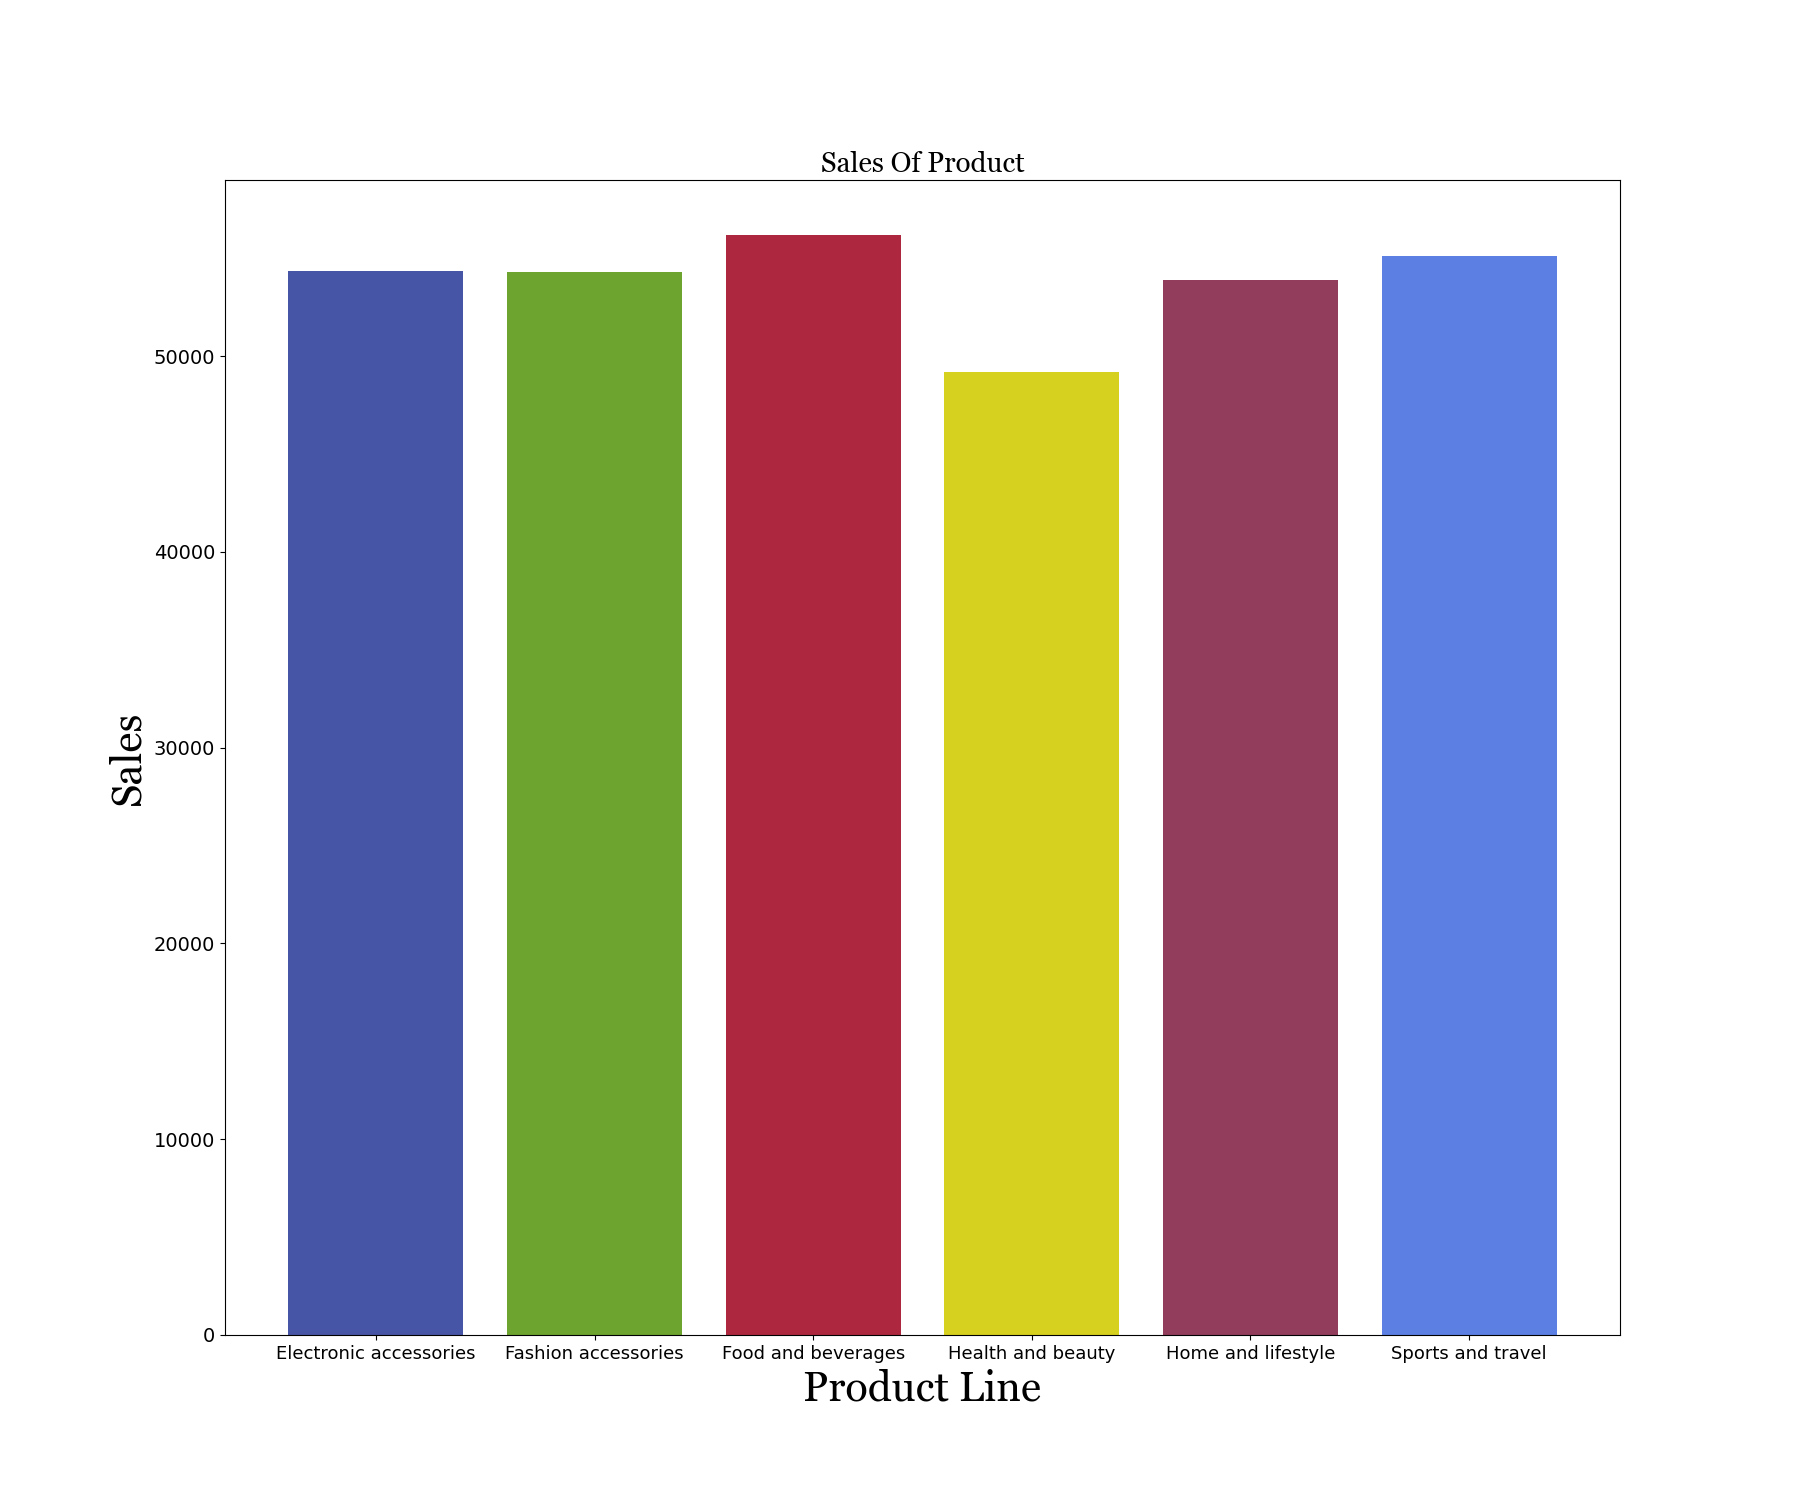 Sales Of Product
Sales
50000
40000
30000
20000
10000
0
Electronic accessories
Fashion accessories
Food and beverages
Health and beauty
Home and lifestyle
Sports and travel
Product Line